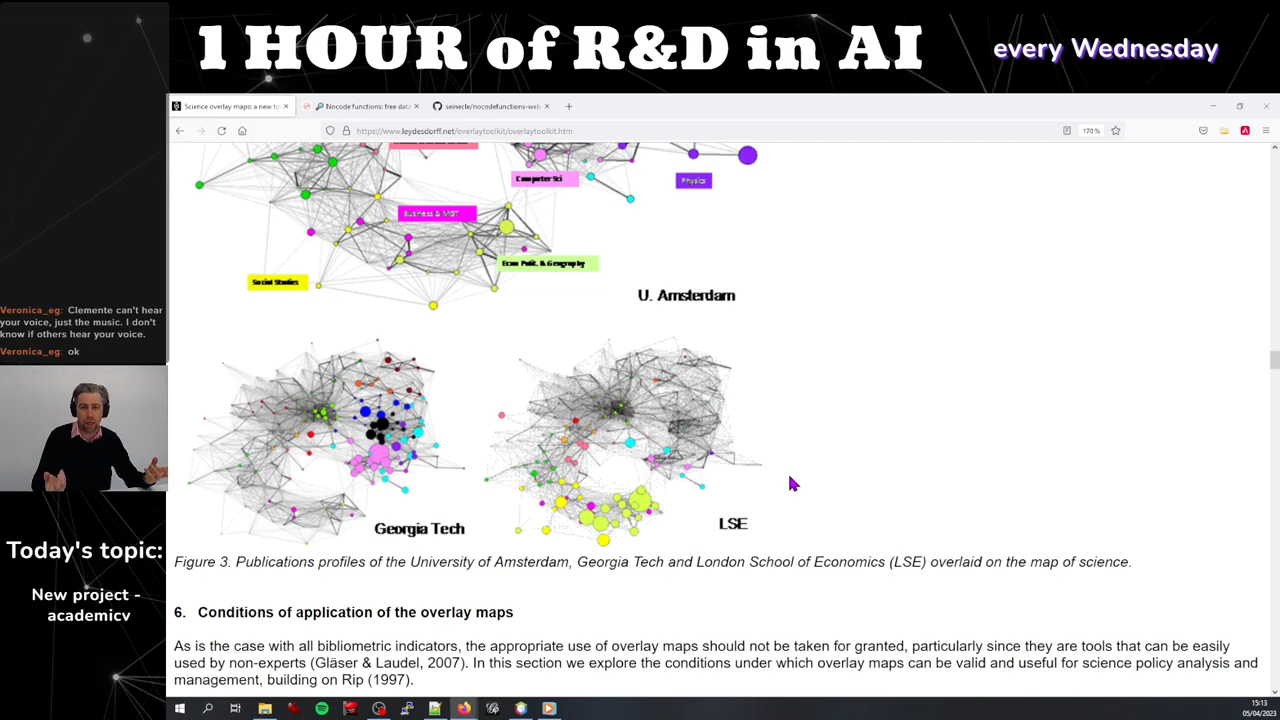 1 HOUR of R&D in AI
every Wednesday
Science overlay maps: a new to
Nocode functions: free data
seinecle/nocodefunctions-web
https://www.leydesdorff.net/overlaytoolkit/overlaytoolkit.htm
170%
Computer Sci
Physics
Business & MGT
Econ Polit. & Geography
Social Studies
U. Amsterdam
Veronica_eg: Clemente can't hear
your voice, just the music. I don't
know if others hear your voice.
Veronica_eg: ok
Georgia Tech
LSE
Today's topic:
New project -
academicv
Figure 3. Publications profiles of the University of Amsterdam, Georgia Tech and London School of Economics (LSE) overlaid on the map of science.
6. Conditions of application of the overlay maps
As is the case with all bibliometric indicators, the appropriate use of overlay maps should not be taken for granted, particularly since they are tools that can be easily
used by non-experts (Gläser & Laudel, 2007). In this section we explore the conditions under which overlay maps can be valid and useful for science policy analysis and
management, building on Rip (1997).
15:13
05/04/2023